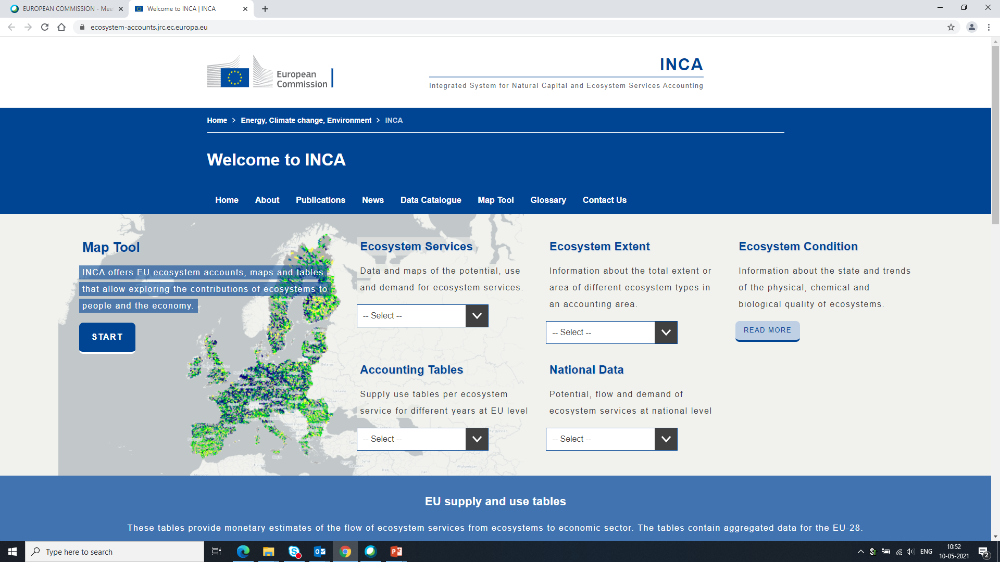 EUROPEAN COMMISSION - Mee
Welcome to INCA | INCA
ecosystem-accounts.jrc.ec.europa.eu
European
Commission
INCA
Integrated System for Natural Capital and Ecosystem Services Accounting
Home > Energy, Climate change, Environment > INCA
Welcome to INCA
Home About Publications News Data Catalogue Map Tool Glossary Contact Us
Map Tool
INCA offers EU ecosystem accounts, maps and tables
that allow exploring the contributions of ecosystems to
people and the economy.
START
Ecosystem Services
Data and maps of the potential, use
and demand for ecosystem services.
-- Select --
Ecosystem Extent
Information about the total extent or
area of different ecosystem types in
an accounting area.
-- Select --
Ecosystem Condition
Information about the state and trends
of the physical, chemical and
biological quality of ecosystems.
READ MORE
Accounting Tables
Supply use tables per ecosystem
service for different years at EU level
-- Select --
National Data
Potential, flow and demand of
ecosystem services at national level
-- Select --
Belarus
Ukraine
EU supply and use tables
These tables provide monetary estimates of the flow of ecosystem services from ecosystems to economic sector. The tables contain aggregated data for the EU-28.
Type here to search
ENG
10:52
10-05-2021
2